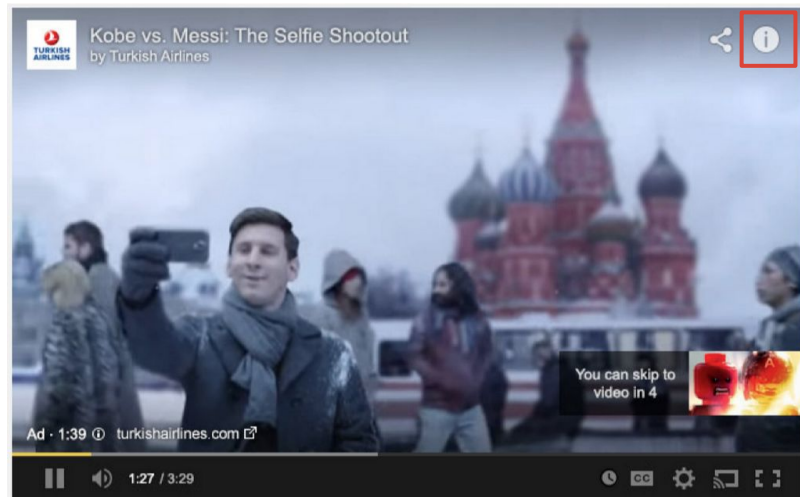 Kobe vs. Messi: The Selfie Shootout
by Turkish Airlines
TURKISH
AIRLINES
You can skip to
video in 4
Ad · 1:39 i turkishairlines.com
1:27 / 3:29
CC